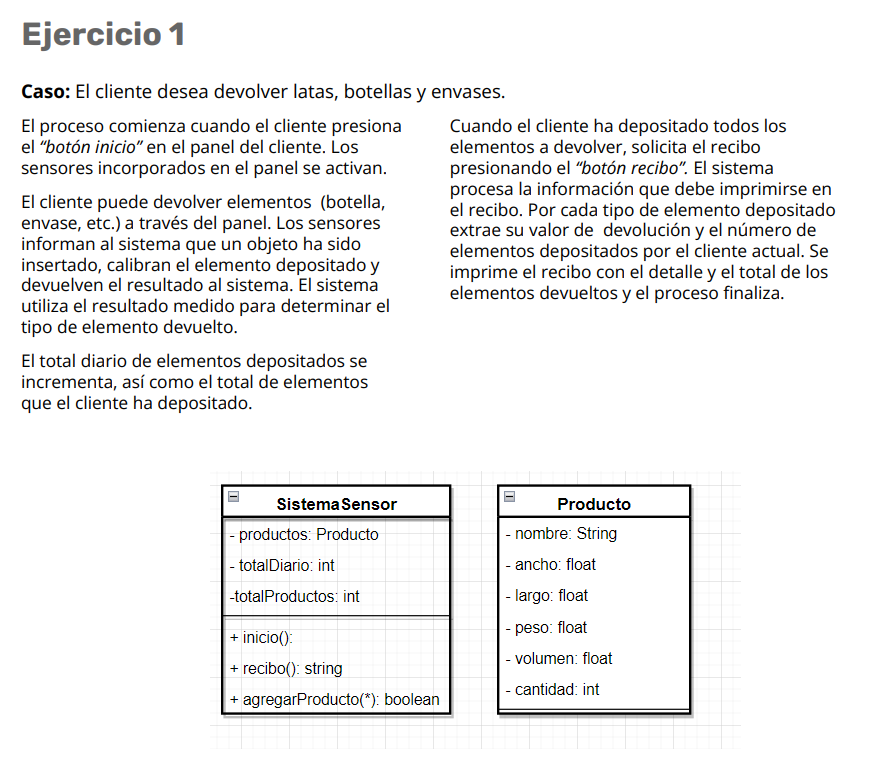 Ejercicio 1
Caso: El cliente desea devolver latas, botellas y envases.
El proceso comienza cuando el cliente presiona
el “botón inicio” en el panel del cliente. Los
sensores incorporados en el panel se activan.
El cliente puede devolver elementos (botella,
envase, etc.) a través del panel. Los sensores
informan al sistema que un objeto ha sido
insertado, calibran el elemento depositado y
devuelven el resultado al sistema. El sistema
utiliza el resultado medido para determinar el
tipo de elemento devuelto.
El total diario de elementos depositados se
incrementa, así como el total de elementos
que el cliente ha depositado.
Cuando el cliente ha depositado todos los
elementos a devolver, solicita el recibo
presionando el “botón recibo”. El sistema
procesa la información que debe imprimirse en
el recibo. Por cada tipo de elemento depositado
extrae su valor de devolución y el número de
elementos depositados por el cliente actual. Se
imprime el recibo con el detalle y el total de los
elementos devueltos y el proceso finaliza.
SistemaSensor
- productos: Producto
- totalDiario: int
-totalProductos: int
+ inicio():
+ recibo(): string
+ agregarProducto(*): boolean
Producto
- nombre: String
- ancho: float
- largo: float
- peso: float
- volumen: float
- cantidad: int